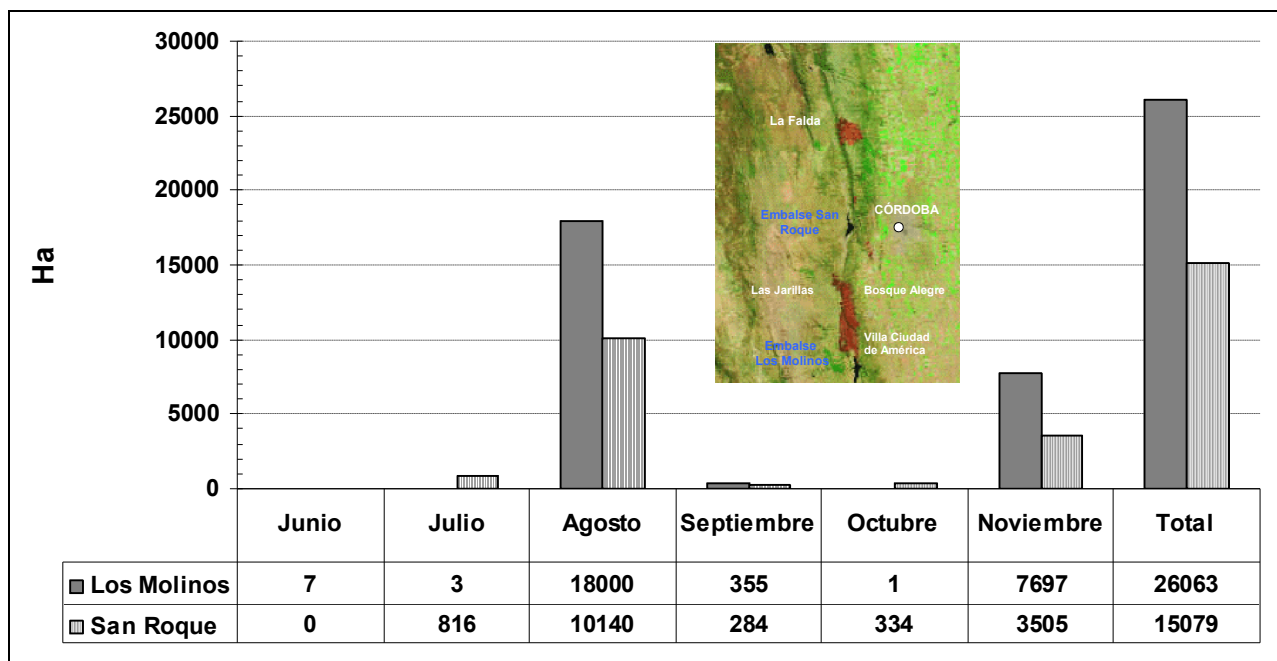 30000
25000
20000
15000
10000
5000
0
Ha
La Falda
Embalse San
Roque
CÓRDOBA
Las Jarillas
Bosque Alegre
Embalse
Los Molinos
Villa Ciudad
de América
Junio Julio Agosto Septiembre Octubre Noviembre Total
Los Molinos 7 3 18000 355 1 7697 26063
San Roque 0 816 10140 284 334 3505 15079